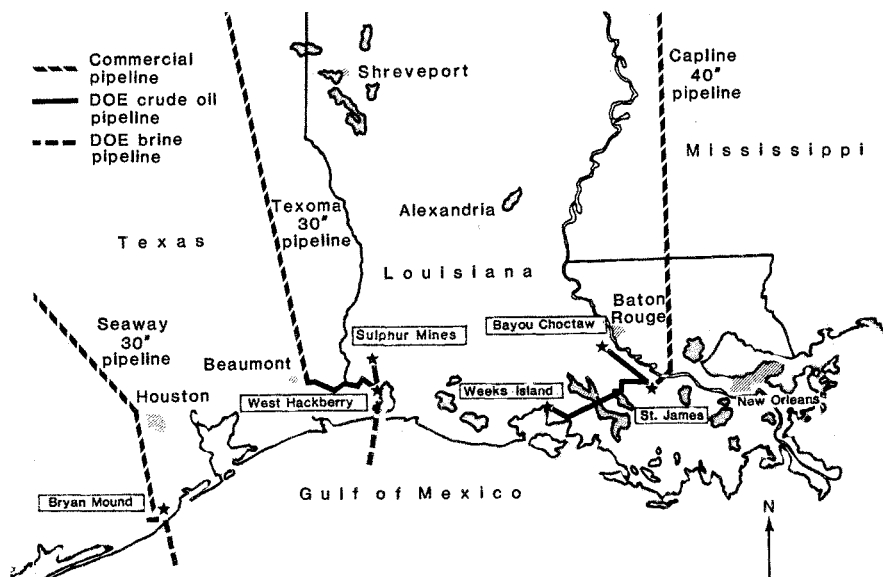 Commercial
pipeline
DOE crude oil
pipeline
DOE brine
pipeline
Shreveport
Capline
40"
pipeline
Mississippi
Texoma
30"
pipeline
Alexandria
Texas
Louisiana
Seaway
30"
pipeline
Sulphur Mines
Bayou Choctaw
Baton
Rouge
Beaumont
Houston
West Hackberry
Weeks Island
St. James
New Orleans
Bryan Mound
Gulf of Mexico
N